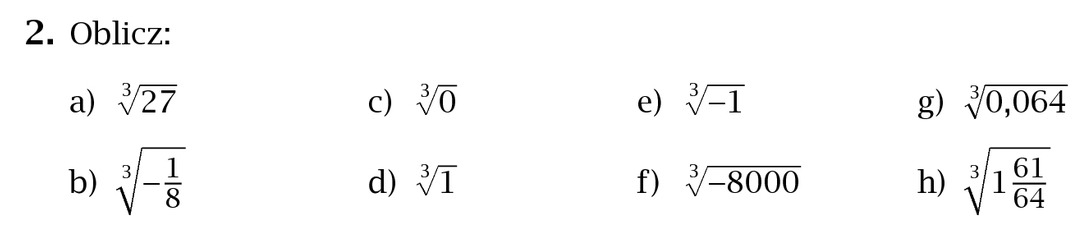 2. Oblicz:
a) ∛27 c) ∛0 e) ∛−1 g) ∛0,064
b) ∛(−1/8) d) ∛1 f) ∛−8000 h) ∛(1 61/64)